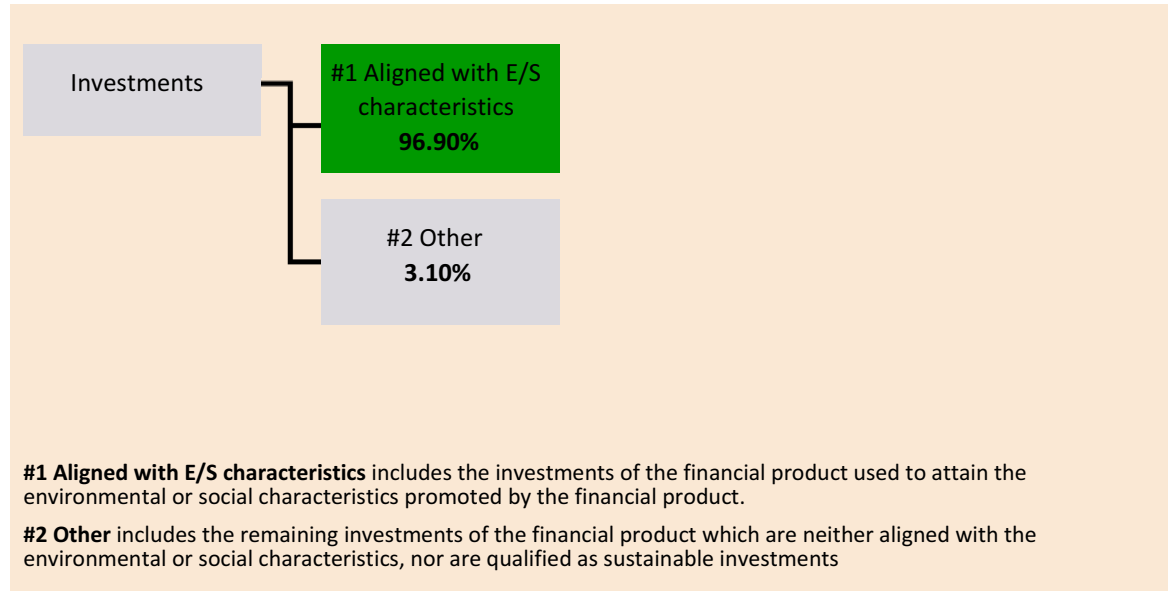 Investments
#1 Aligned with E/S
characteristics
96.90%
#2 Other
3.10%
#1 Aligned with E/S characteristics includes the investments of the financial product used to attain the
environmental or social characteristics promoted by the financial product.
#2 Other includes the remaining investments of the financial product which are neither aligned with the
environmental or social characteristics, nor are qualified as sustainable investments